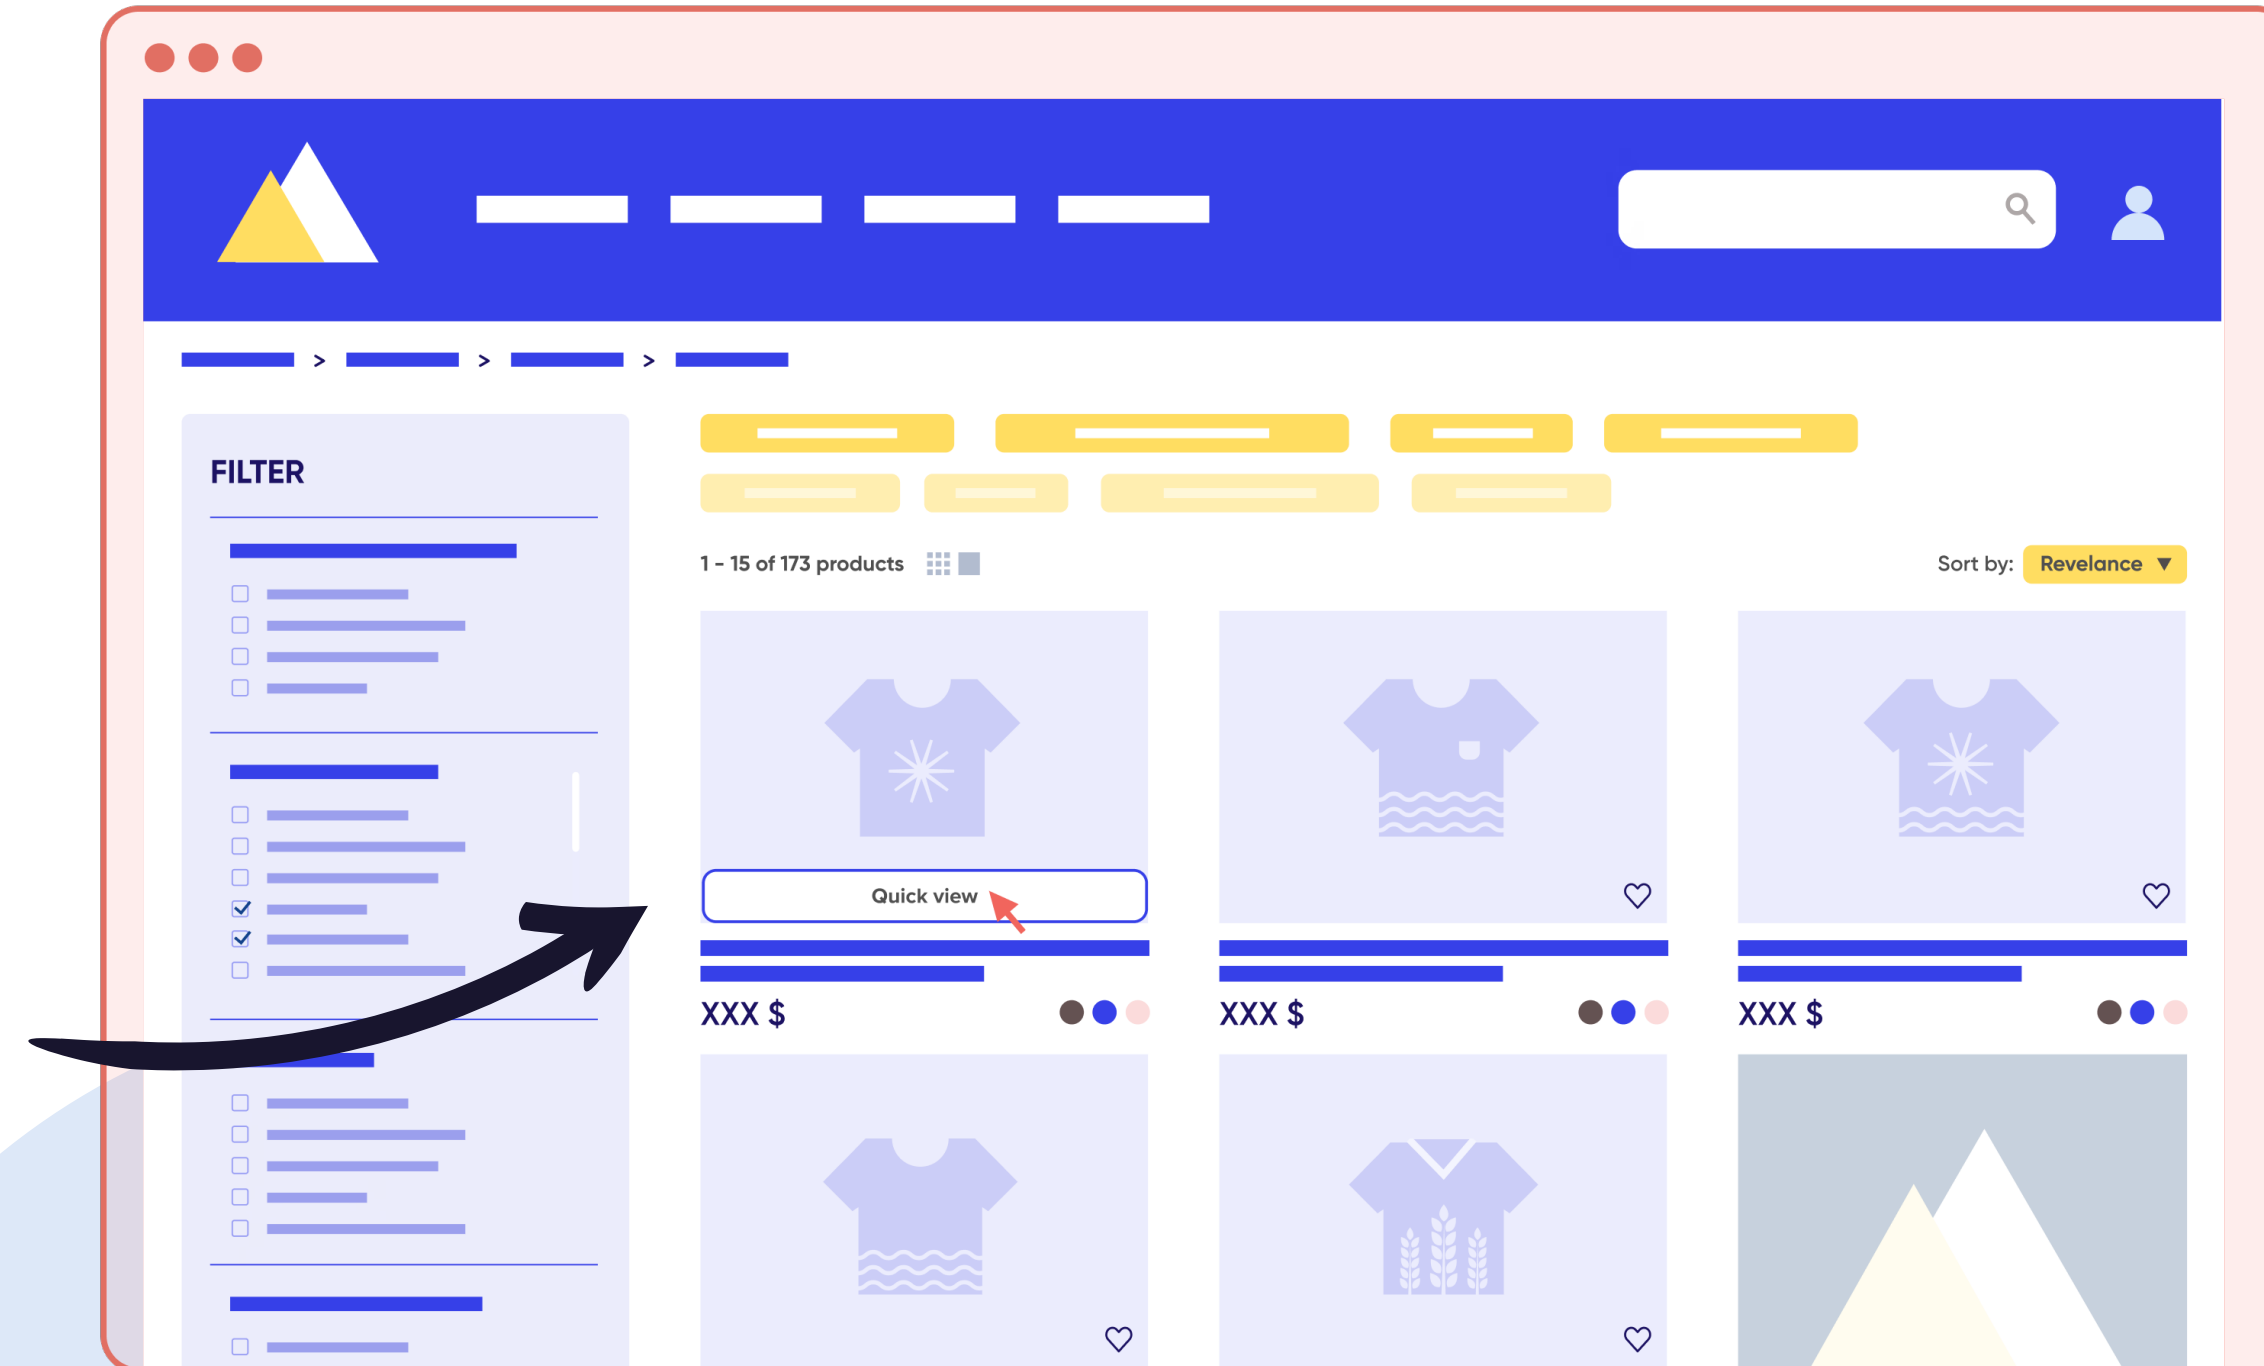 >
>
>
FILTER
1 - 15 of 173 products
Sort by: Revelance ▼
Quick view
XXX $
XXX $
XXX $